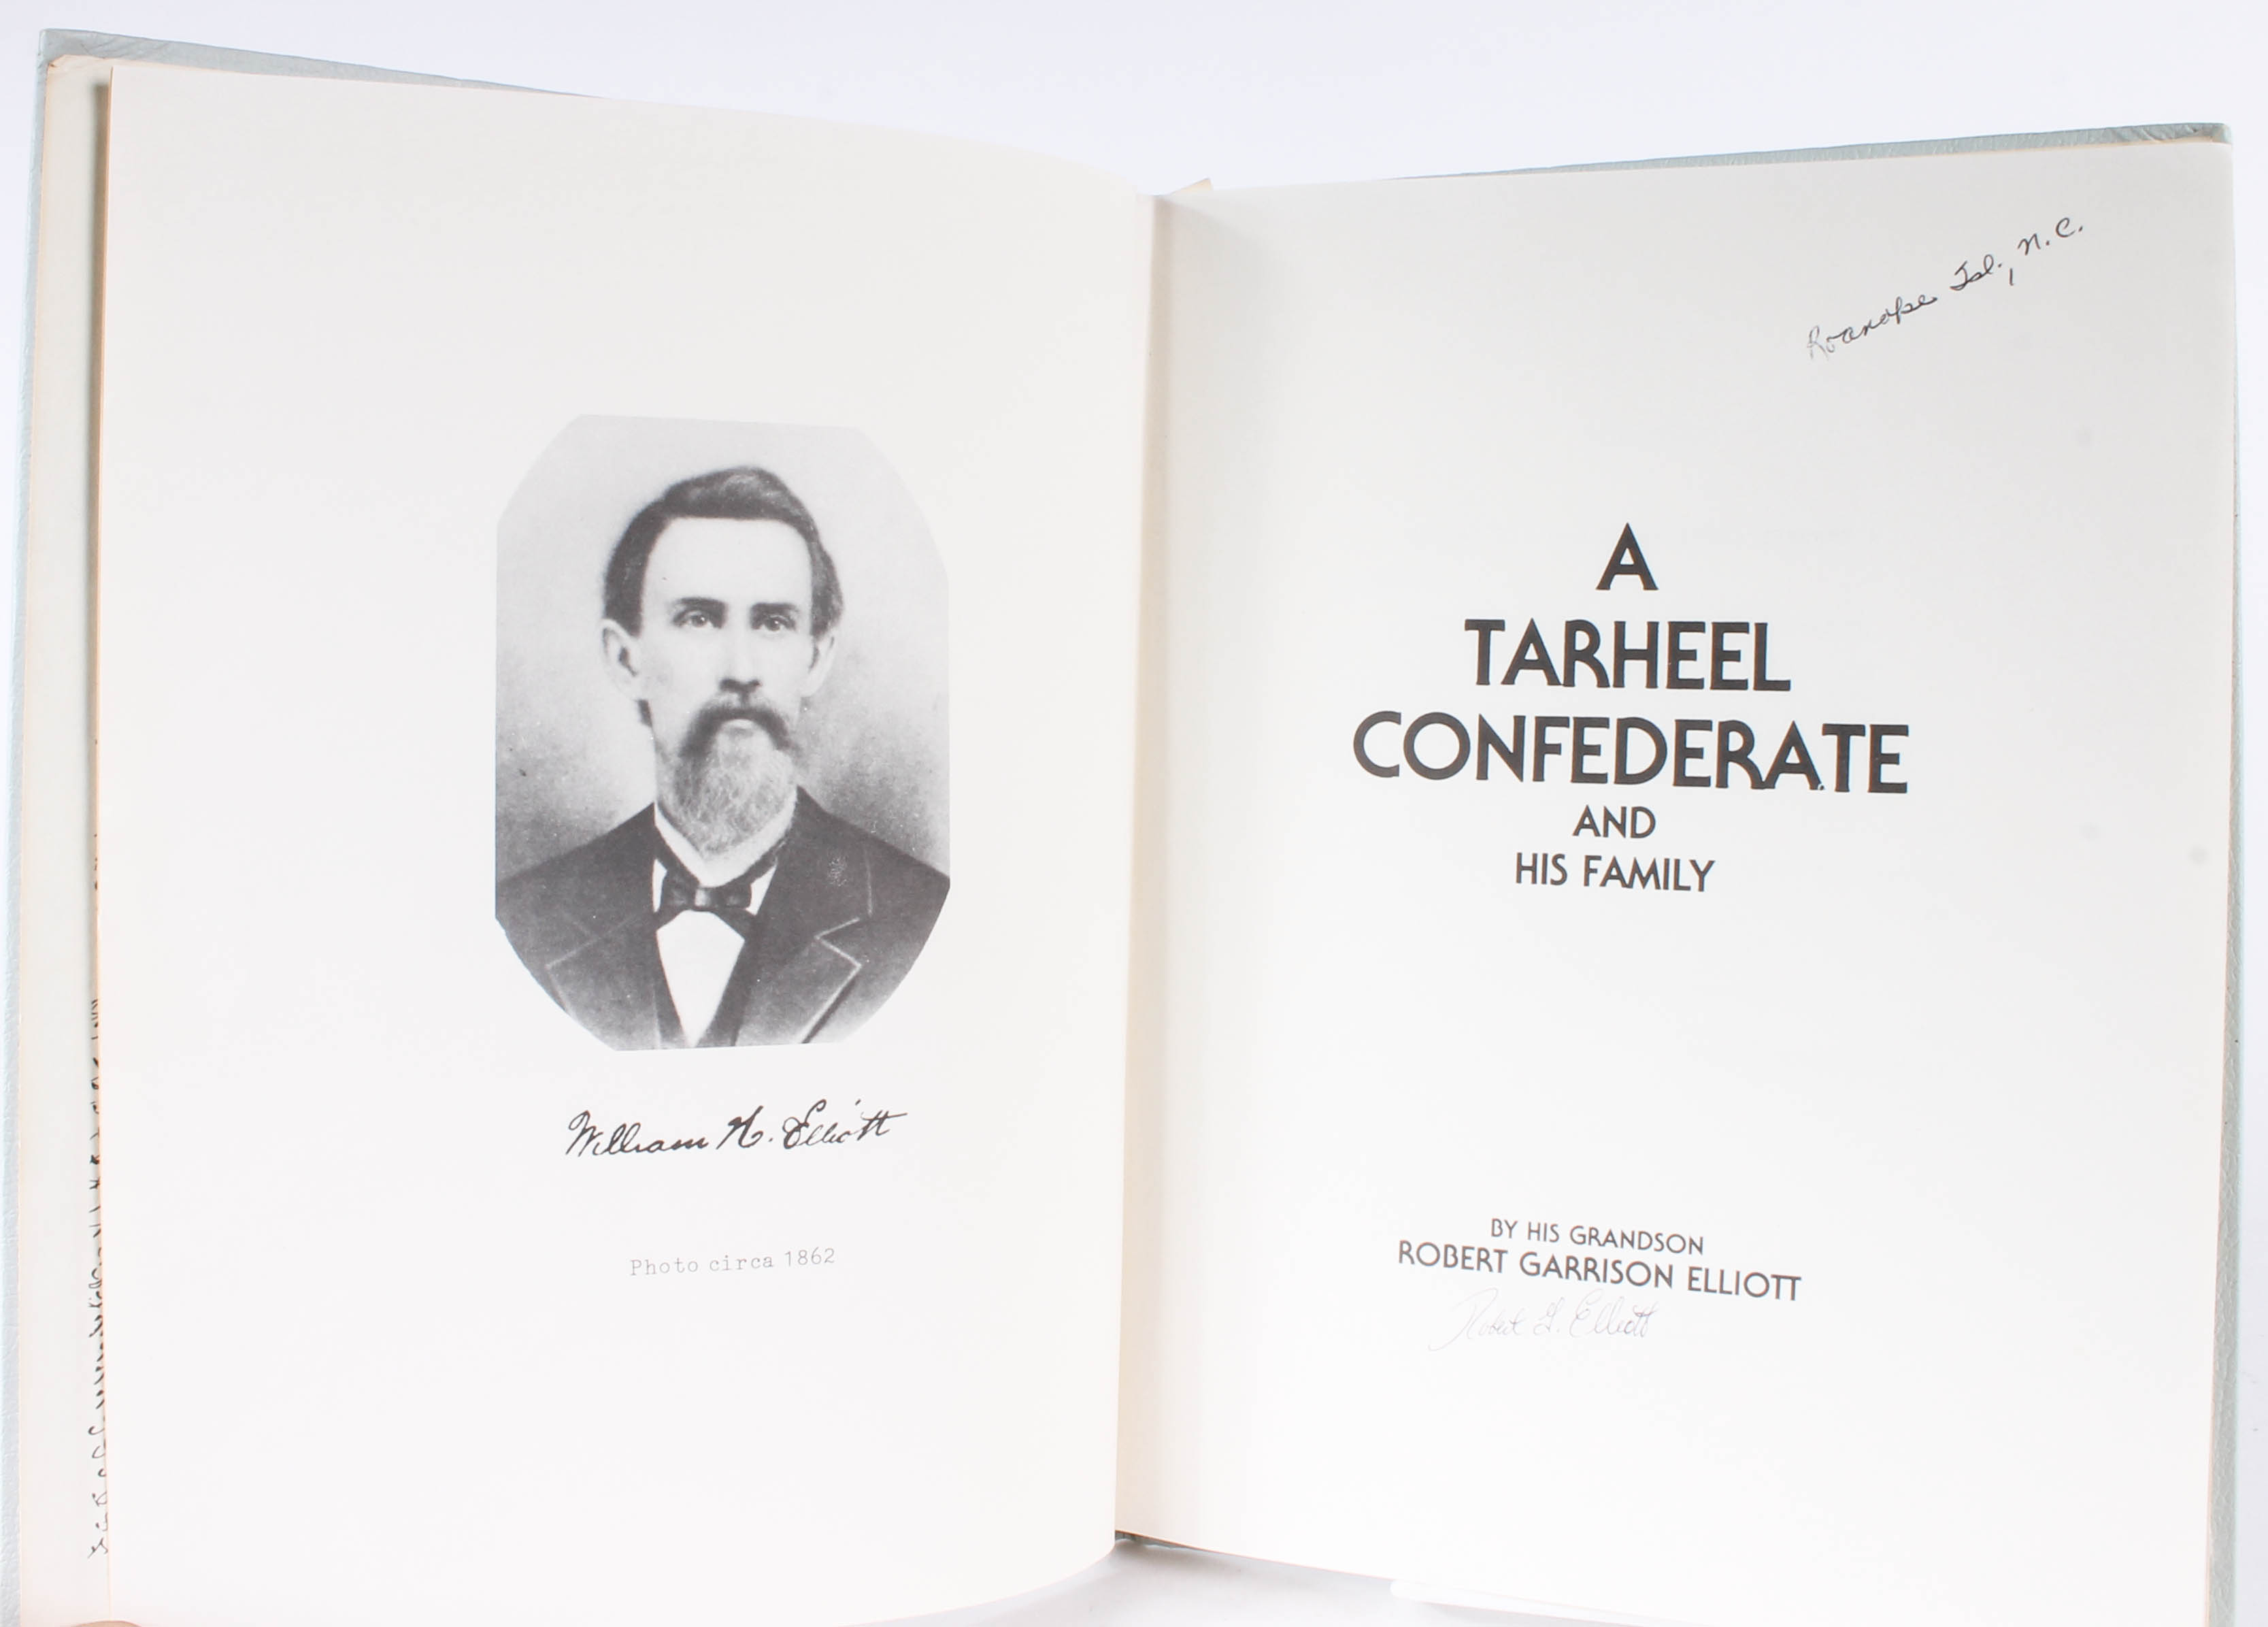 William H. Elliott
Photo circa 1862
Roanoke Isl., N.C.
A
TARHEEL
CONFEDERATE
AND
HIS FAMILY
BY HIS GRANDSON
ROBERT GARRISON ELLIOTT
Robert G. Elliott